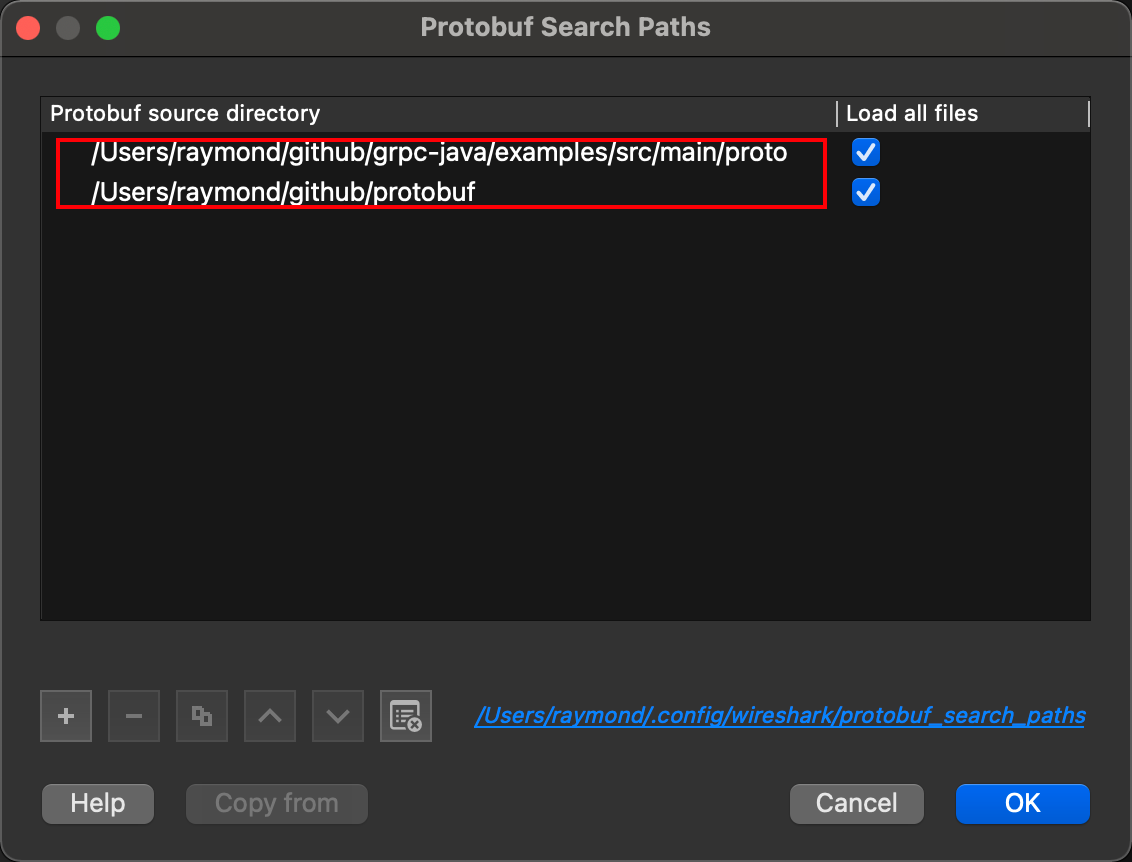 Protobuf Search Paths
Protobuf source directory
Load all files
/Users/raymond/github/grpc-java/examples/src/main/proto
/Users/raymond/github/protobuf
/Users/raymond/.config/wireshark/protobuf_search_paths
Help
Copy from
Cancel
OK